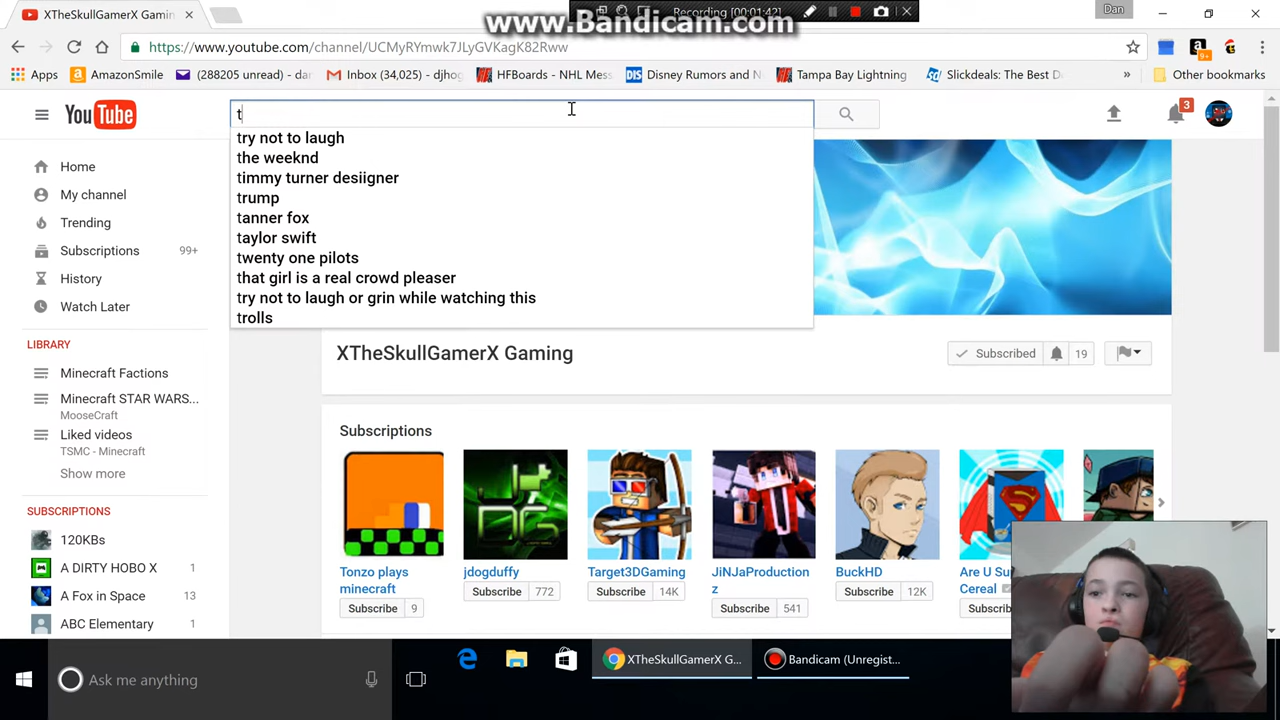 XTheSkullGamerX Gamin
Recording [00:01:42]
www.Bandicam.com
Dan
https://www.youtube.com/channel/UCMyRYmwk7JLyGVKagK82Rww
Apps
AmazonSmile
(288205 unread) - da
Inbox (34,025) - djhog
HFBoards - NHL Mess
DIS Disney Rumors and N
Tampa Bay Lightning
Slickdeals: The Best D
»
Other bookmarks
9+
YouTube
t
3
try not to laugh
the weeknd
timmy turner desiigner
trump
tanner fox
taylor swift
twenty one pilots
that girl is a real crowd pleaser
try not to laugh or grin while watching this
trolls
Home
My channel
Trending
Subscriptions 99+
History
Watch Later
LIBRARY
Minecraft Factions
Minecraft STAR WARS...
MooseCraft
Liked videos
TSMC - Minecraft
Show more
SUBSCRIPTIONS
120KBs
A DIRTY HOBO X 1
A Fox in Space 13
ABC Elementary 1
XTheSkullGamerX Gaming
Subscribed 19
Subscriptions
Tonzo plays
minecraft
Subscribe 9
jdogduffy
Subscribe 772
Target3DGaming
Subscribe 14K
JiNJaProduction
z
Subscribe 541
BuckHD
Subscribe 12K
Are U Su
Cereal
Subscrib
Ask me anything
XTheSkullGamerX G...
Bandicam (Unregist...